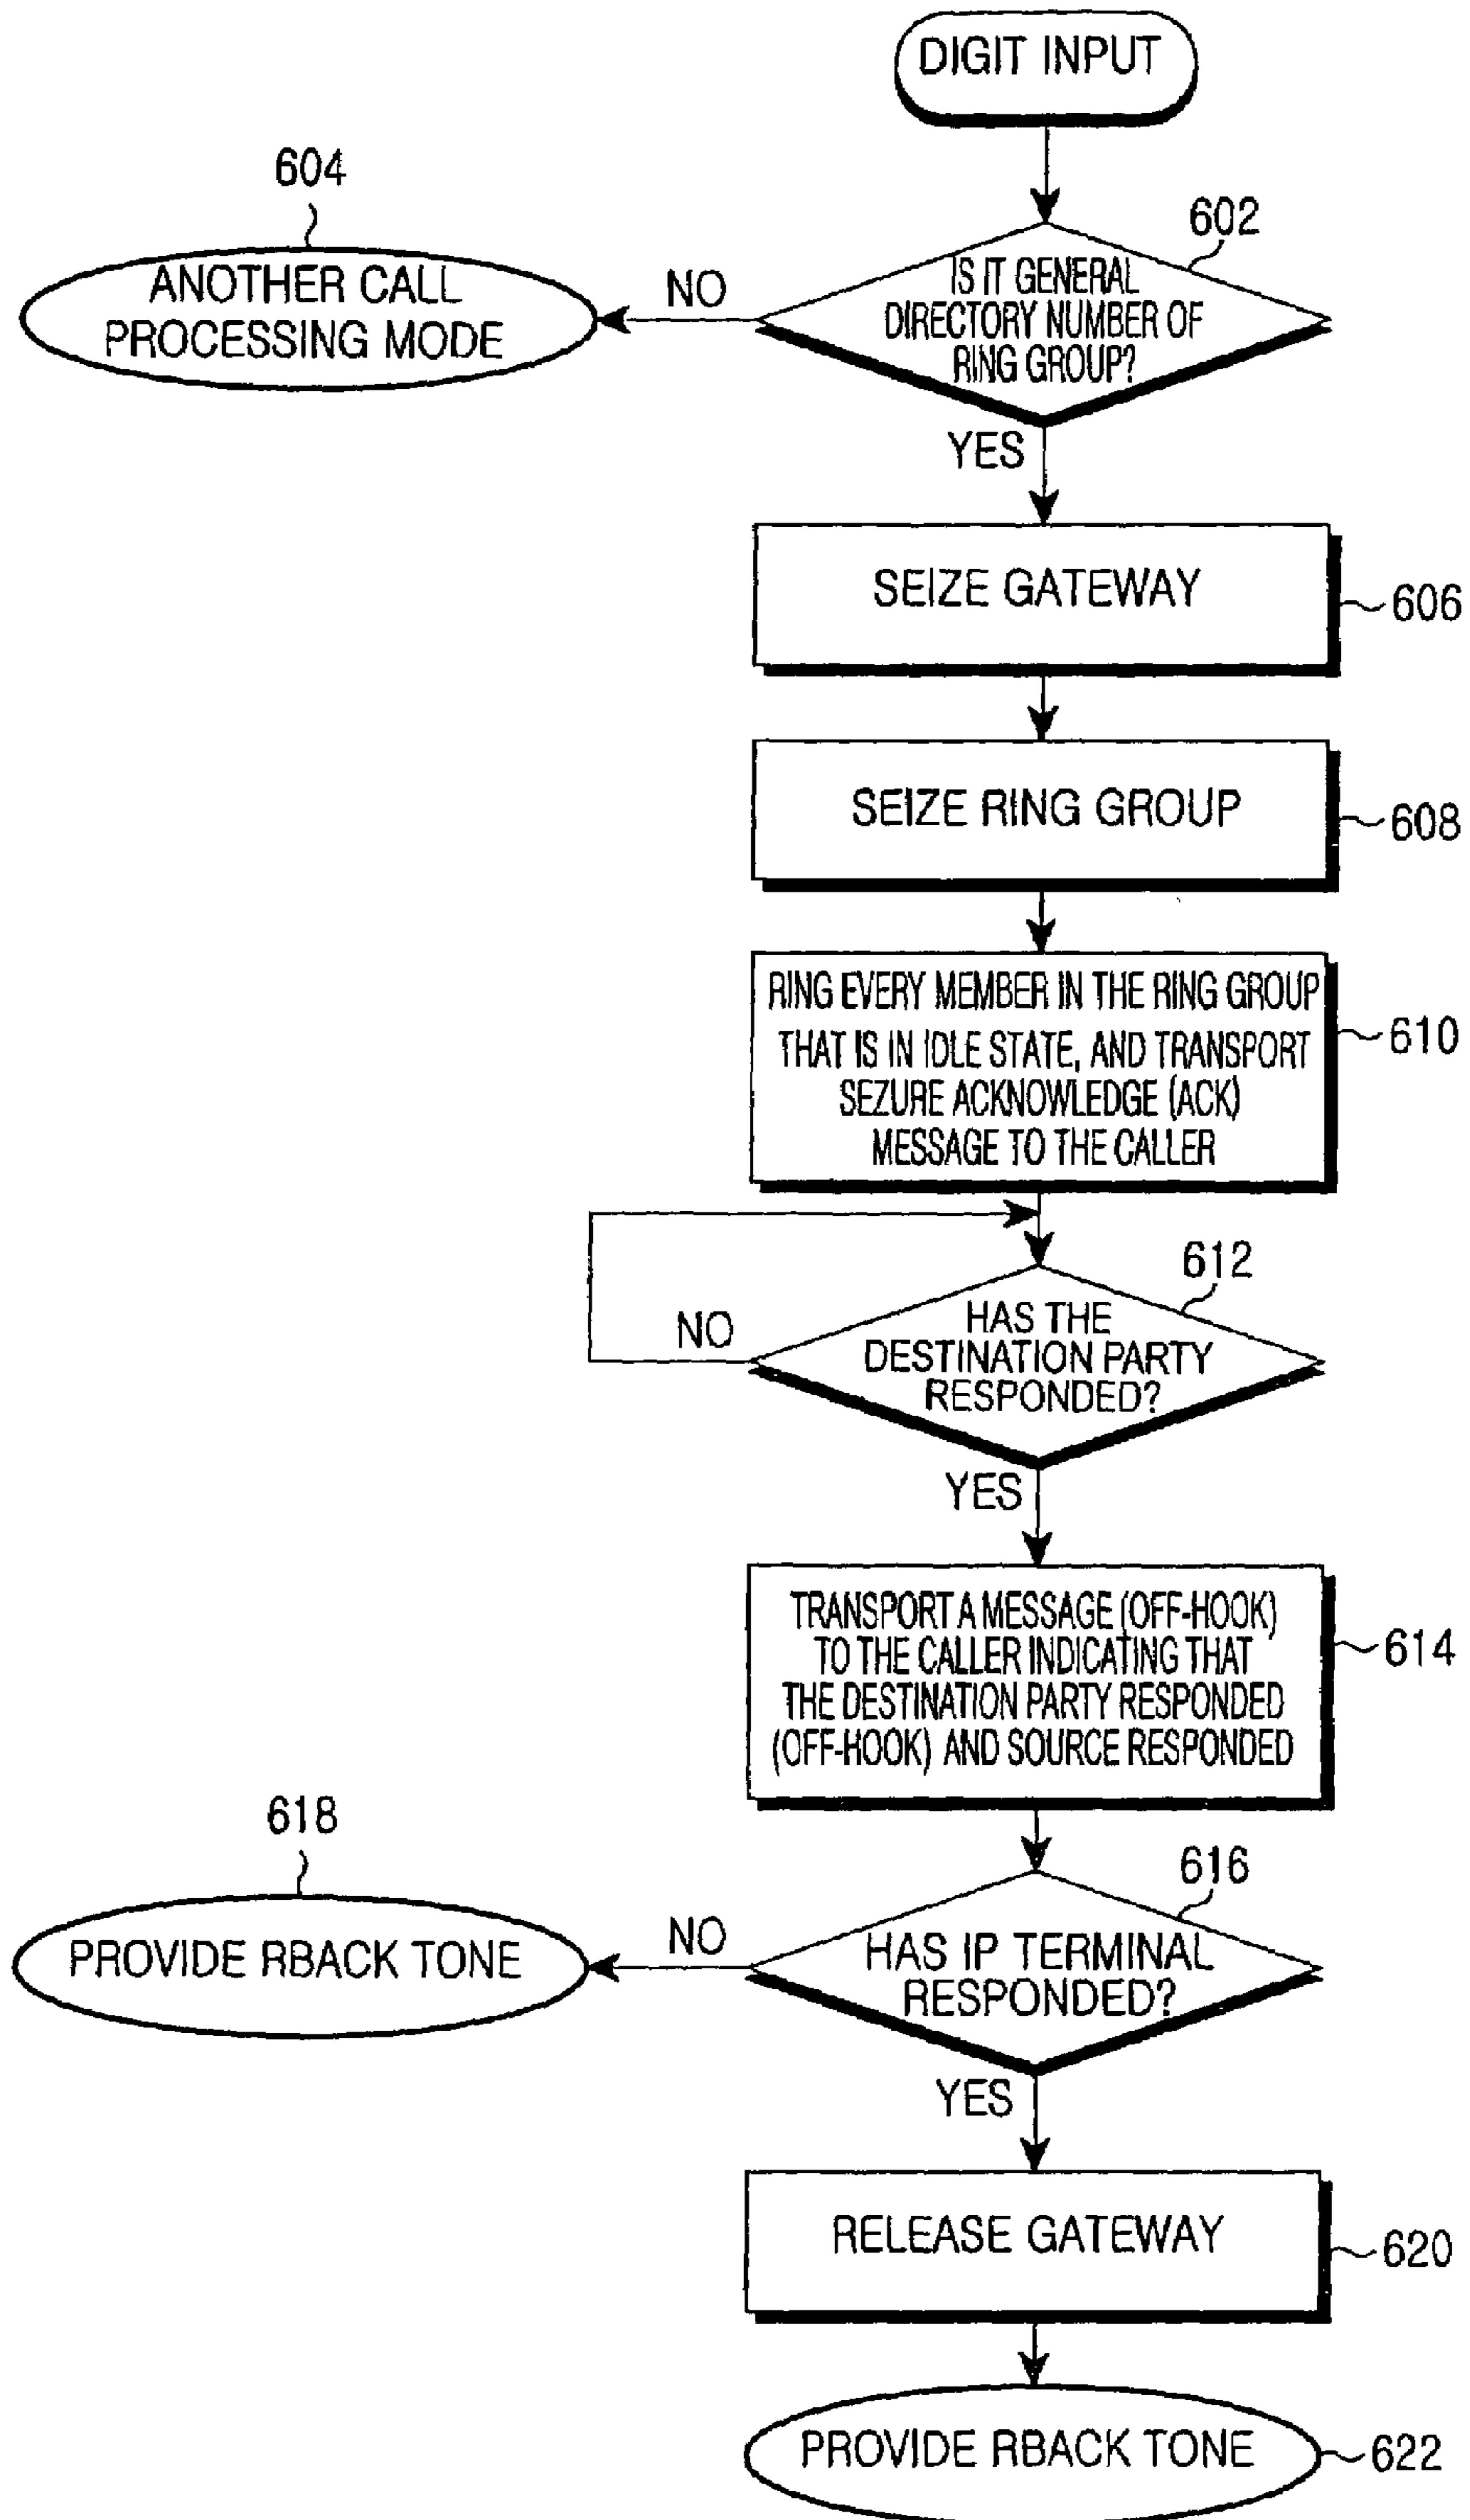 DIGIT INPUT
604
602
ANOTHER CALL
PROCESSING MODE
NO
IS IT GENERAL
DIRECTORY NUMBER OF
RING GROUP?
YES
SEIZE GATEWAY
606
SEIZE RING GROUP
608
RING EVERY MEMBER IN THE RING GROUP
THAT IS IN IDLE STATE, AND TRANSPORT
SEZURE ACKNOWLEDGE (ACK)
MESSAGE TO THE CALLER
610
612
NO
HAS THE
DESTINATION PARTY
RESPONDED?
YES
TRANSPORT A MESSAGE (OFF-HOOK)
TO THE CALLER INDICATING THAT
THE DESTINATION PARTY RESPONDED
(OFF-HOOK) AND SOURCE RESPONDED
614
618
616
PROVIDE RBACK TONE
NO
HAS IP TERMINAL
RESPONDED?
YES
RELEASE GATEWAY
620
PROVIDE RBACK TONE
622